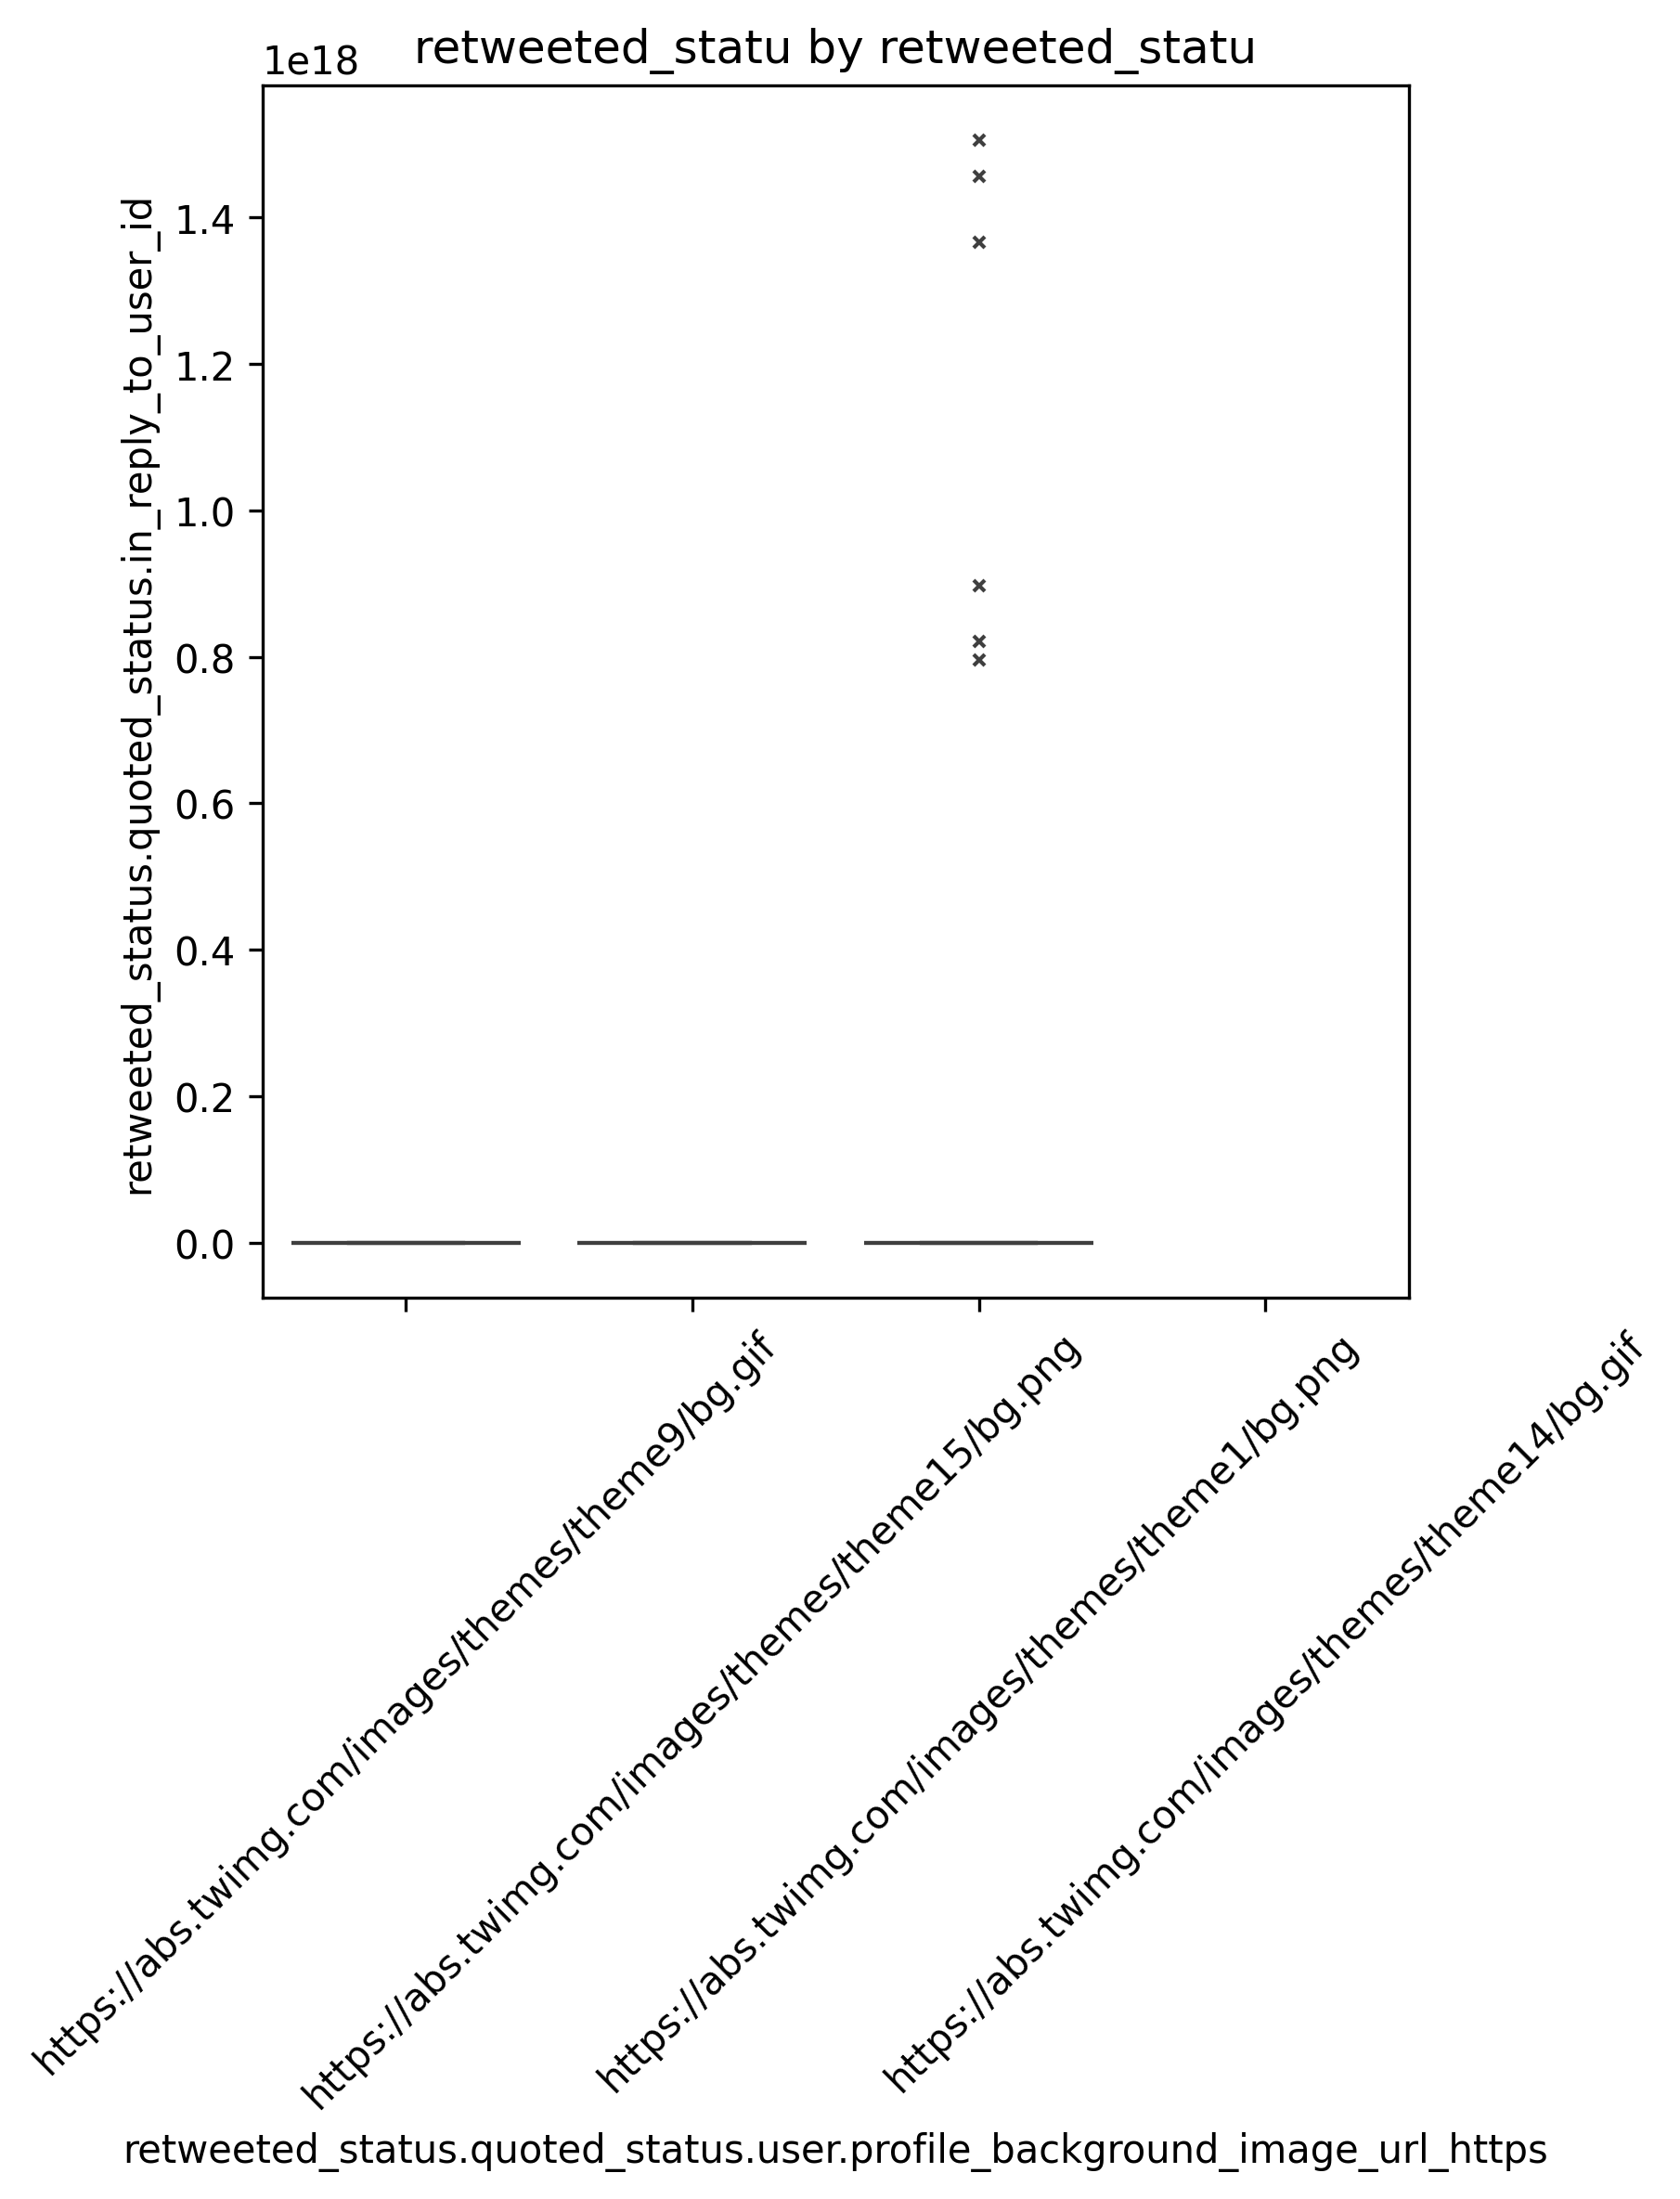 retweeted_statu by retweeted_statu
1e18
retweeted_status.quoted_status.in_reply_to_user_id
1.4
1.2
1.0
0.8
0.6
0.4
0.2
0.0
https://abs.twimg.com/images/themes/theme9/bg.gif
https://abs.twimg.com/images/themes/theme15/bg.png
https://abs.twimg.com/images/themes/theme1/bg.png
https://abs.twimg.com/images/themes/theme14/bg.gif
retweeted_status.quoted_status.user.profile_background_image_url_https